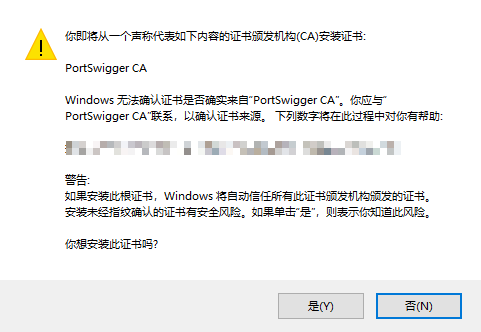 你即将从一个声称代表如下内容的证书颁发机构(CA)安装证书:
PortSwigger CA
Windows 无法确认证书是否确实来自“PortSwigger CA”。你应与“
PortSwigger CA”联系，以确认证书来源。 下列数字将在此过程中对你有帮助:
警告:
如果安装此根证书，Windows 将自动信任所有此证书颁发机构颁发的证书。
安装未经指纹确认的证书有安全风险。如果单击“是”，则表示你知道此风险。
你想安装此证书吗?
是(Y)
否(N)